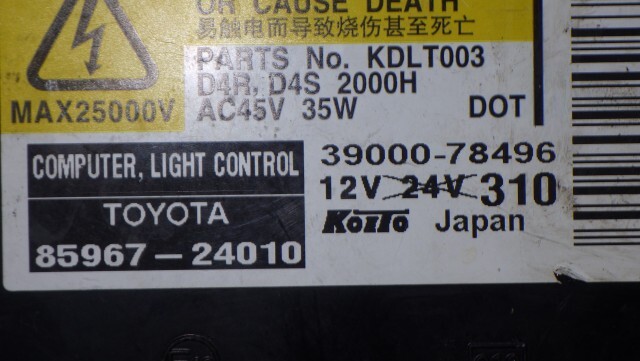 OR CAUSE DEATH
易触电而导致烧伤甚至死亡
PARTS No. KDLT003
D4R, D4S 2000H
MAX25000V
AC45V 35W
DOT
COMPUTER, LIGHT CONTROL
39000-78496
12V 24V 310
TOYOTA
KOITO Japan
85967-24010